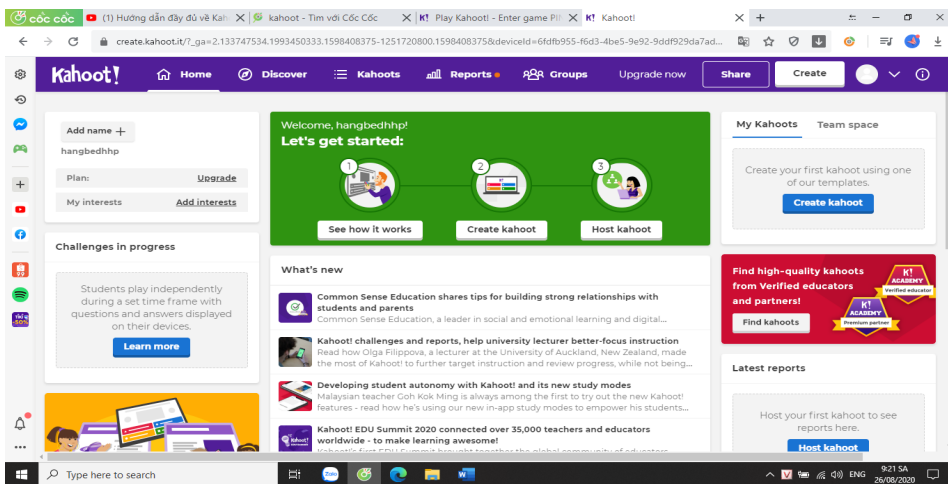 cốc cốc
(1) Hướng dẫn đầy đủ về Kah
kahoot - Tìm với Cốc Cốc
K! Play Kahoot! - Enter game PIN
K! Kahoot!
create.kahoot.it/?_ga=2.133747534.1993450333.1598408375-1251720800.1598408375&deviceId=6fdfb955-f6d3-4be5-9e92-9ddf929da7ad...
Kahoot!
Home
Discover
Kahoots
Reports
Groups
Upgrade now
Share
Create
Add name +
hangbedhhp
Plan:
Upgrade
My interests
Add interests
Challenges in progress
Students play independently
during a set time frame with
questions and answers displayed
on their devices.
Learn more
Welcome, hangbedhhp!
Let's get started:
1
2
3
See how it works
Create kahoot
Host kahoot
What's new
Common Sense Education shares tips for building strong relationships with
students and parents
Common Sense Education, a leader in social and emotional learning and digital...
Kahoot! challenges and reports, help university lecturer better-focus instruction
Read how Olga Filippova, a lecturer at the University of Auckland, New Zealand, made
the most of Kahoot! to further target instruction and review progress, while not being...
Developing student autonomy with Kahoot! and its new study modes
Malaysian teacher Goh Kok Ming is always among the first to try out the new Kahoot!
features - read how he's using our new in-app study modes to empower his students...
Kahoot! EDU Summit 2020 connected over 35,000 teachers and educators
worldwide - to make learning awesome!
Kahoot!'s first EDU Summit brought together the global community of educators
My Kahoots
Team space
Create your first kahoot using one
of our templates.
Create kahoot
Find high-quality kahoots
from Verified educators
and partners!
Find kahoots
K!
ACADEMY
Verified educator
K!
ACADEMY
Premium partner
Latest reports
Host your first kahoot to see
reports here.
Host kahoot
Type here to search
Zalo
ENG
9:21 SA
26/08/2020